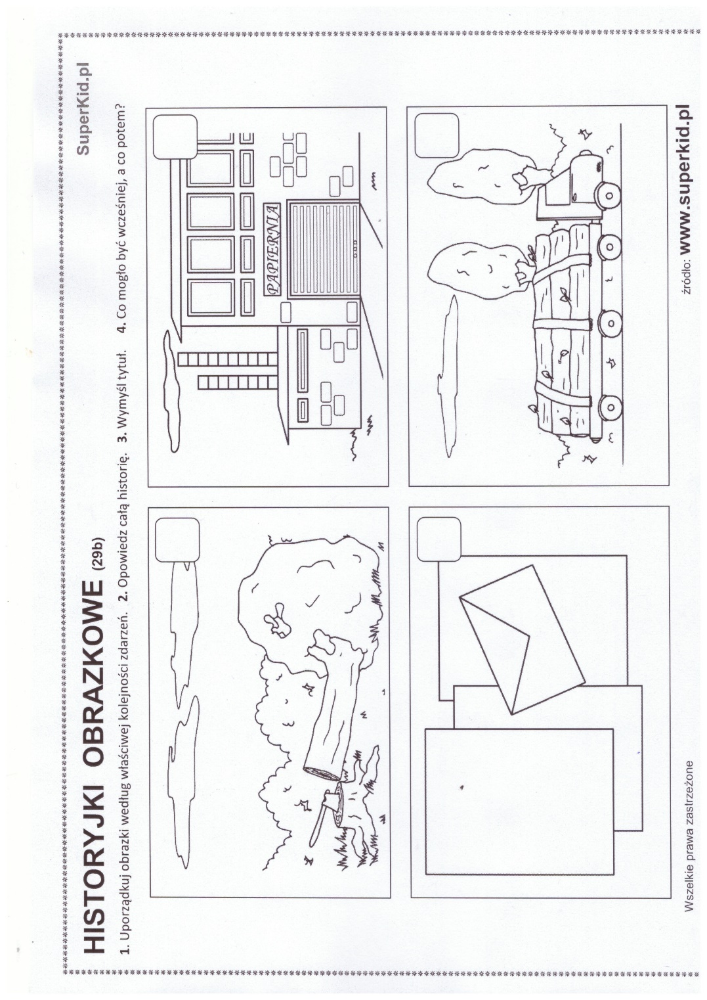 SuperKid.pl
HISTORYJKI OBRAZKOWE (29b)
1. Uporządkuj obrazki według właściwej kolejności zdarzeń. 2. Opowiedz całą historię. 3. Wymyśl tytuł. 4. Co mogło być wcześniej, a co potem?
PAPIERNIA
Wszelkie prawa zastrzeżone
źródło: www.superkid.pl